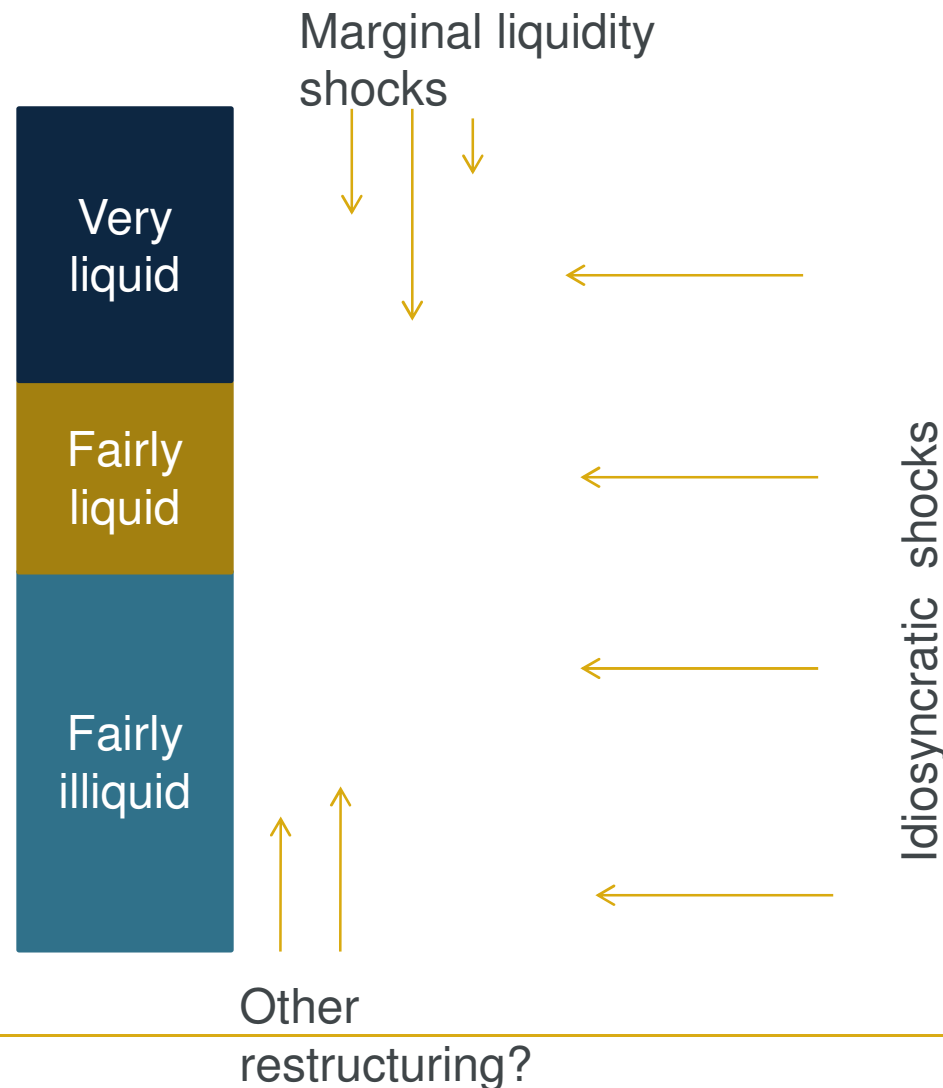 Marginal liquidity
shocks
Very
liquid
Fairly
liquid
Fairly
illiquid
Idiosyncratic shocks
Other
restructuring?